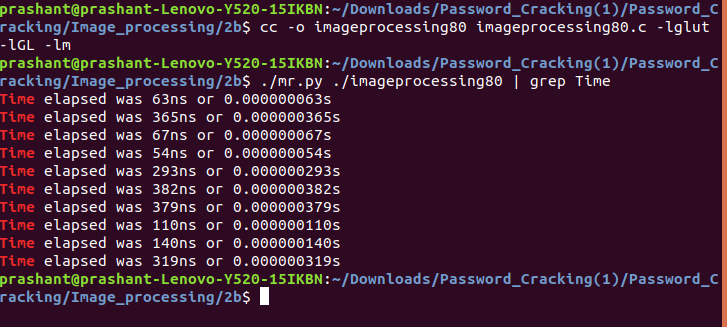 prashant@prashant-Lenovo-Y520-15IKBN:~/Downloads/Password_Cracking(1)/Password_C
racking/Image_processing/2b$ cc -o imageprocessing80 imageprocessing80.c -lglut
-lGL -lm
prashant@prashant-Lenovo-Y520-15IKBN:~/Downloads/Password_Cracking(1)/Password_C
racking/Image_processing/2b$ ./mr.py ./imageprocessing80 | grep Time
Time elapsed was 63ns or 0.000000063s
Time elapsed was 365ns or 0.000000365s
Time elapsed was 67ns or 0.000000067s
Time elapsed was 54ns or 0.000000054s
Time elapsed was 293ns or 0.000000293s
Time elapsed was 382ns or 0.000000382s
Time elapsed was 379ns or 0.000000379s
Time elapsed was 110ns or 0.000000110s
Time elapsed was 140ns or 0.000000140s
Time elapsed was 319ns or 0.000000319s
prashant@prashant-Lenovo-Y520-15IKBN:~/Downloads/Password_Cracking(1)/Password_C
racking/Image_processing/2b$